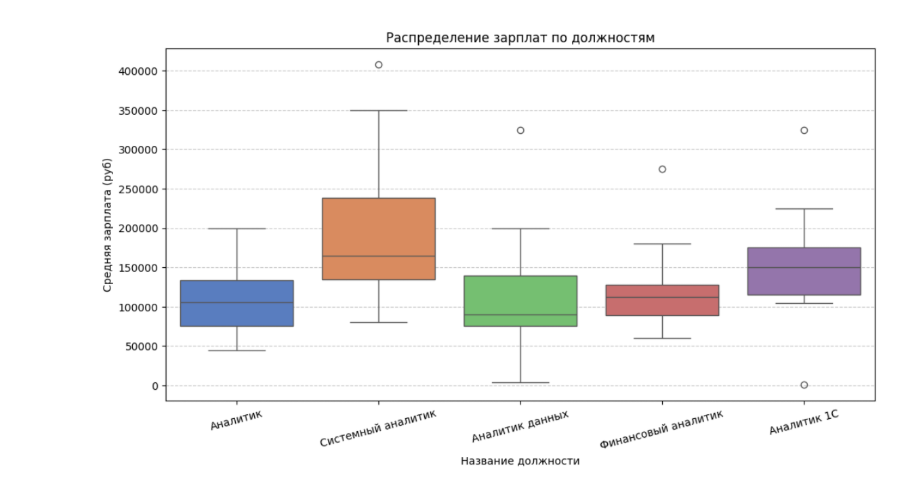 Распределение зарплат по должностям
Средняя зарплата (руб)
400000
350000
300000
250000
200000
150000
100000
50000
0
Аналитик
Системный аналитик
Аналитик данных
Финансовый аналитик
Аналитик 1С
Название должности